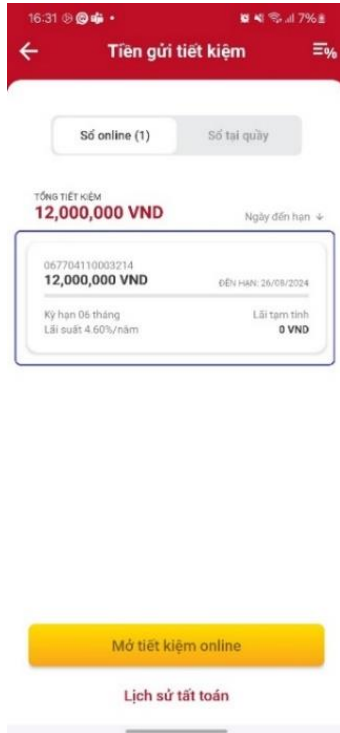 16:31 7%
Tiền gửi tiết kiệm
Sổ online (1) Sổ tại quầy
TỔNG TIẾT KIỆM
12,000,000 VND Ngày đến hạn ↓
067704110003214
12,000,000 VND ĐẾN HẠN: 26/08/2024
Kỳ hạn 06 tháng Lãi tạm tính
Lãi suất 4.60%/năm 0 VND
Mở tiết kiệm online
Lịch sử tất toán